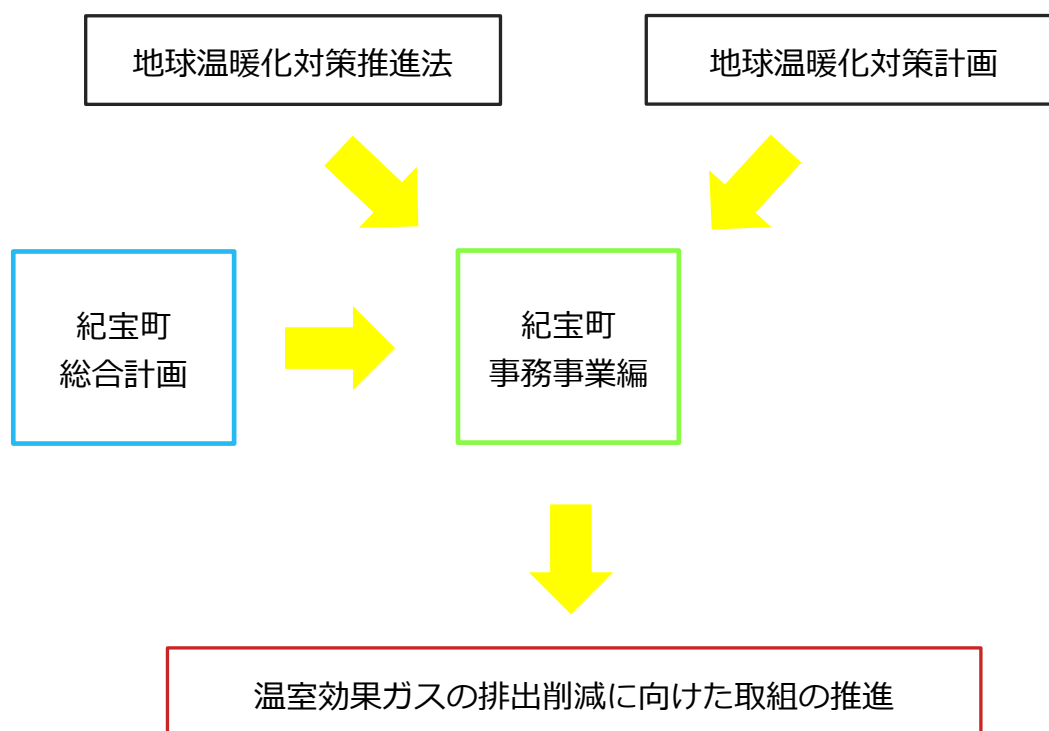 地球温暖化対策推進法
地球温暖化対策計画
紀宝町
総合計画
紀宝町
事務事業編
温室効果ガスの排出削減に向けた取組の推進